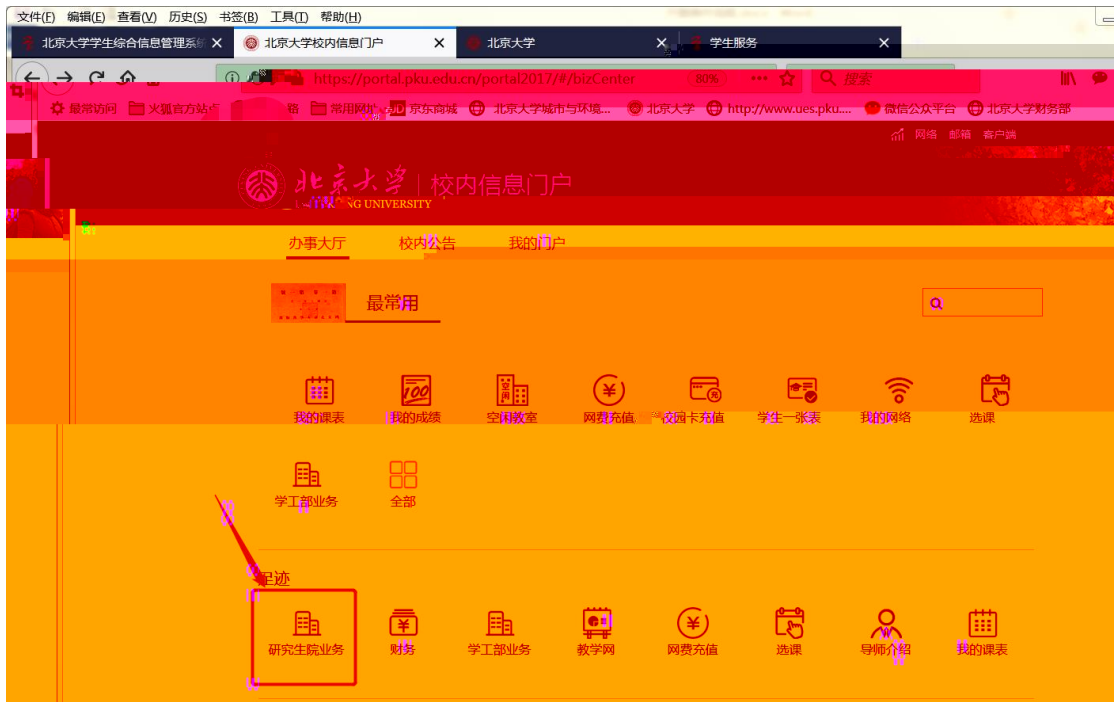 文件(F) 编辑(E) 查看(V) 历史(S) 书签(B) 工具(T) 帮助(H)
北京大学学生综合信息管理系统 北京大学校内信息门户 北京大学 学生服务
https://portal.pku.edu.cn/portal2017/#/bizCenter 80% 搜索
最常访问 火狐官方站点 常用网址 JD 京东商城 北京大学城市与环境... 北京大学 http://www.ues.pku.... 微信公众平台 北京大学财务部
网络 邮箱 客户端
北京大学 校内信息门户
UNIVERSITY
办事大厅 校内公告 我的门户
最常用
我的课表 我的成绩 空闲教室 网费充值 校园卡充值 学生一张表 我的网络 选课
学工部业务 全部
足迹
研究生院业务 财务 学工部业务 教学网 网费充值 选课 导师介绍 我的课表